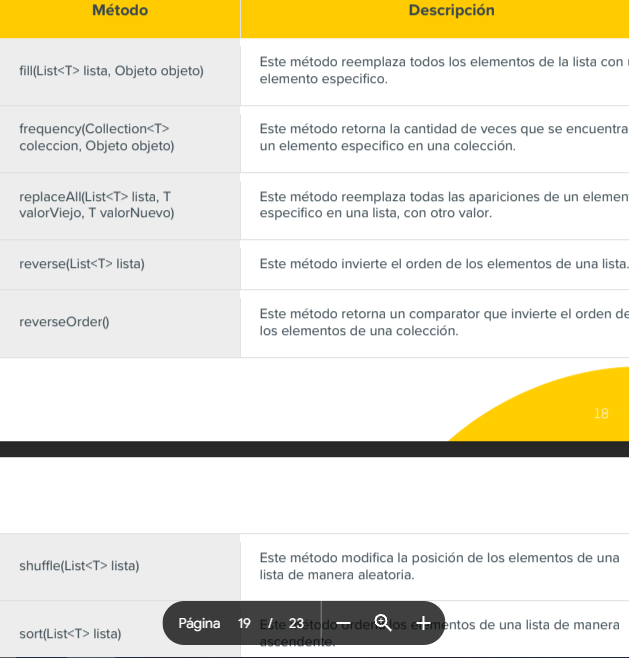 Método
Descripción
fill(List<T> lista, Objeto objeto)
Este método reemplaza todos los elementos de la lista con
elemento especifico.
frequency(Collection<T>
coleccion, Objeto objeto)
Este método retorna la cantidad de veces que se encuentra
un elemento especifico en una colección.
replaceAll(List<T> lista, T
valorViejo, T valorNuevo)
Este método reemplaza todas las apariciones de un elemen
especifico en una lista, con otro valor.
reverse(List<T> lista)
Este método invierte el orden de los elementos de una lista.
reverseOrder()
Este método retorna un comparator que invierte el orden de
los elementos de una colección.
18
shuffle(List<T> lista)
Este método modifica la posición de los elementos de una
lista de manera aleatoria.
sort(List<T> lista)
Este método ordena los elementos de una lista de manera
ascendente.
Página 19 / 23